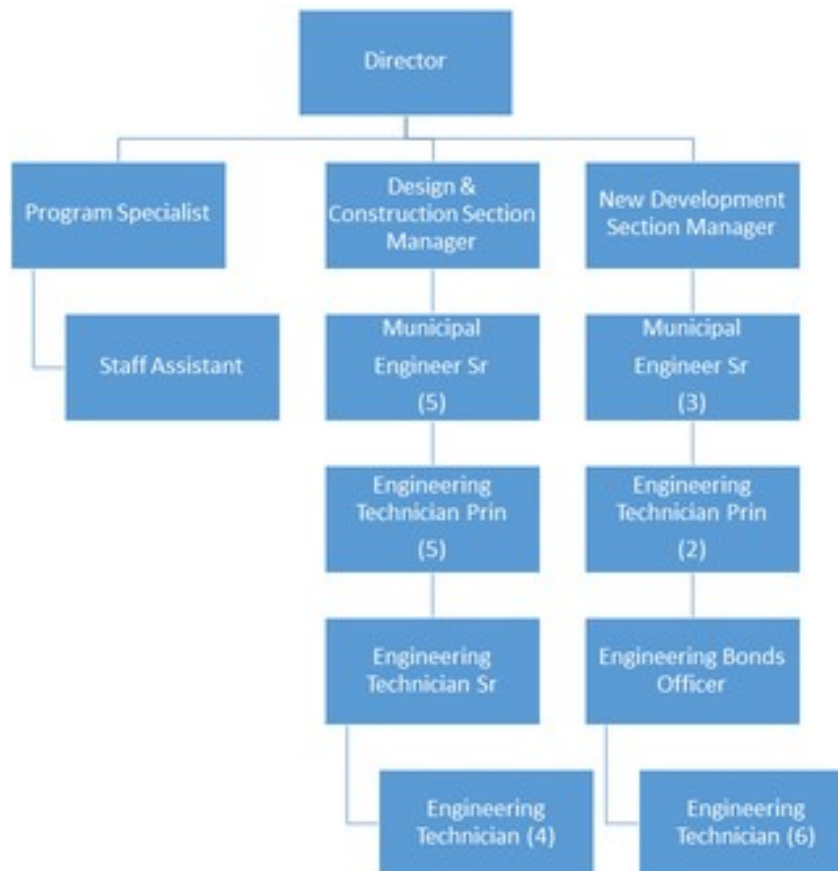 Director
Program Specialist
Design &
Construction Section
Manager
New Development
Section Manager
Staff Assistant
Municipal
Engineer Sr
(5)
Municipal
Engineer Sr
(3)
Engineering
Technician Prin
(5)
Engineering
Technician Prin
(2)
Engineering
Technician Sr
Engineering Bonds
Officer
Engineering
Technician (4)
Engineering
Technician (6)